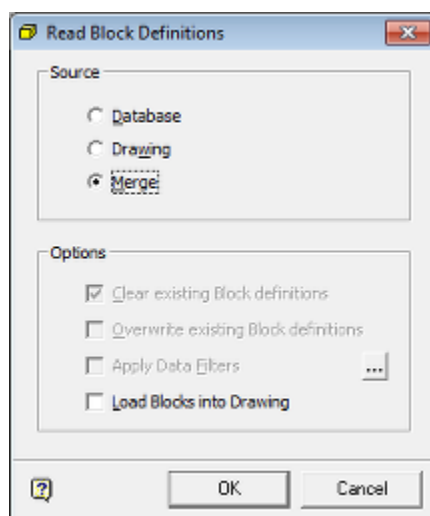 Read Block Definitions
Source
Database
Drawing
Merge
Options
Clear existing Block definitions
Overwrite existing Block definitions
Apply Data Filters ...
Load Blocks into Drawing
OK Cancel